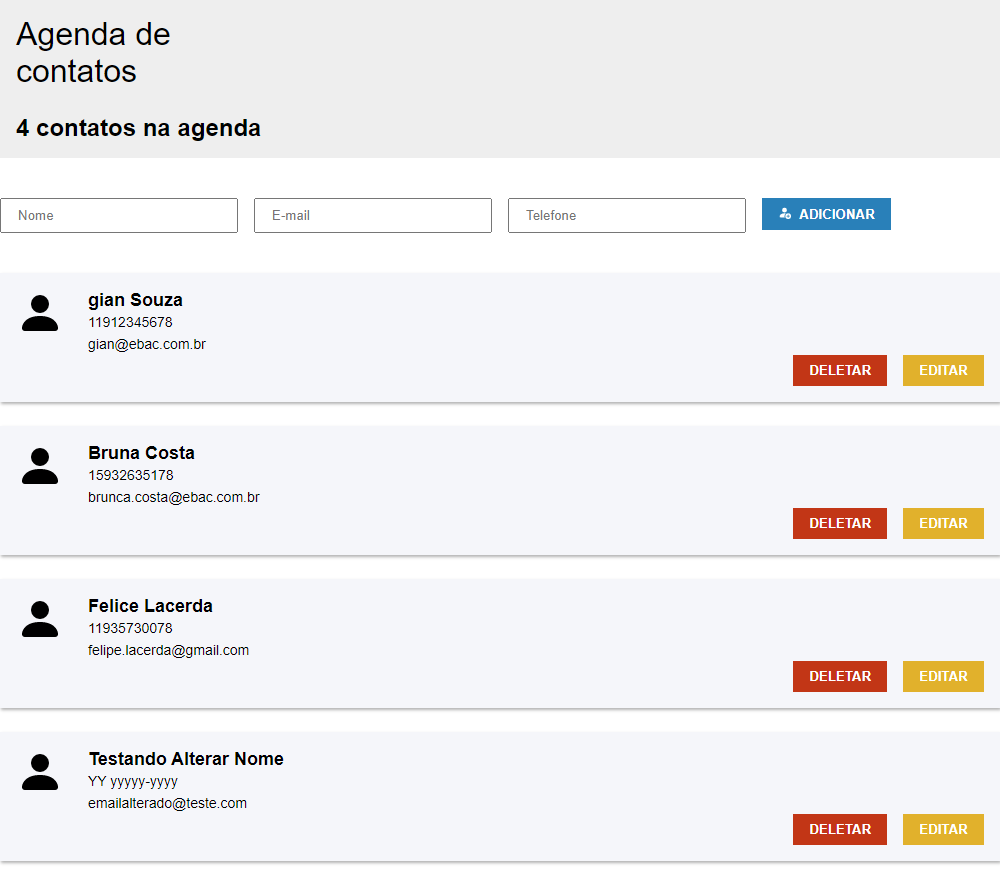 Agenda de
contatos
4 contatos na agenda
Nome
E-mail
Telefone
ADICIONAR
gian Souza
11912345678
gian@ebac.com.br
DELETAR
EDITAR
Bruna Costa
15932635178
brunca.costa@ebac.com.br
DELETAR
EDITAR
Felice Lacerda
11935730078
felipe.lacerda@gmail.com
DELETAR
EDITAR
Testando Alterar Nome
YY yyyyy-yyyy
emailalterado@teste.com
DELETAR
EDITAR